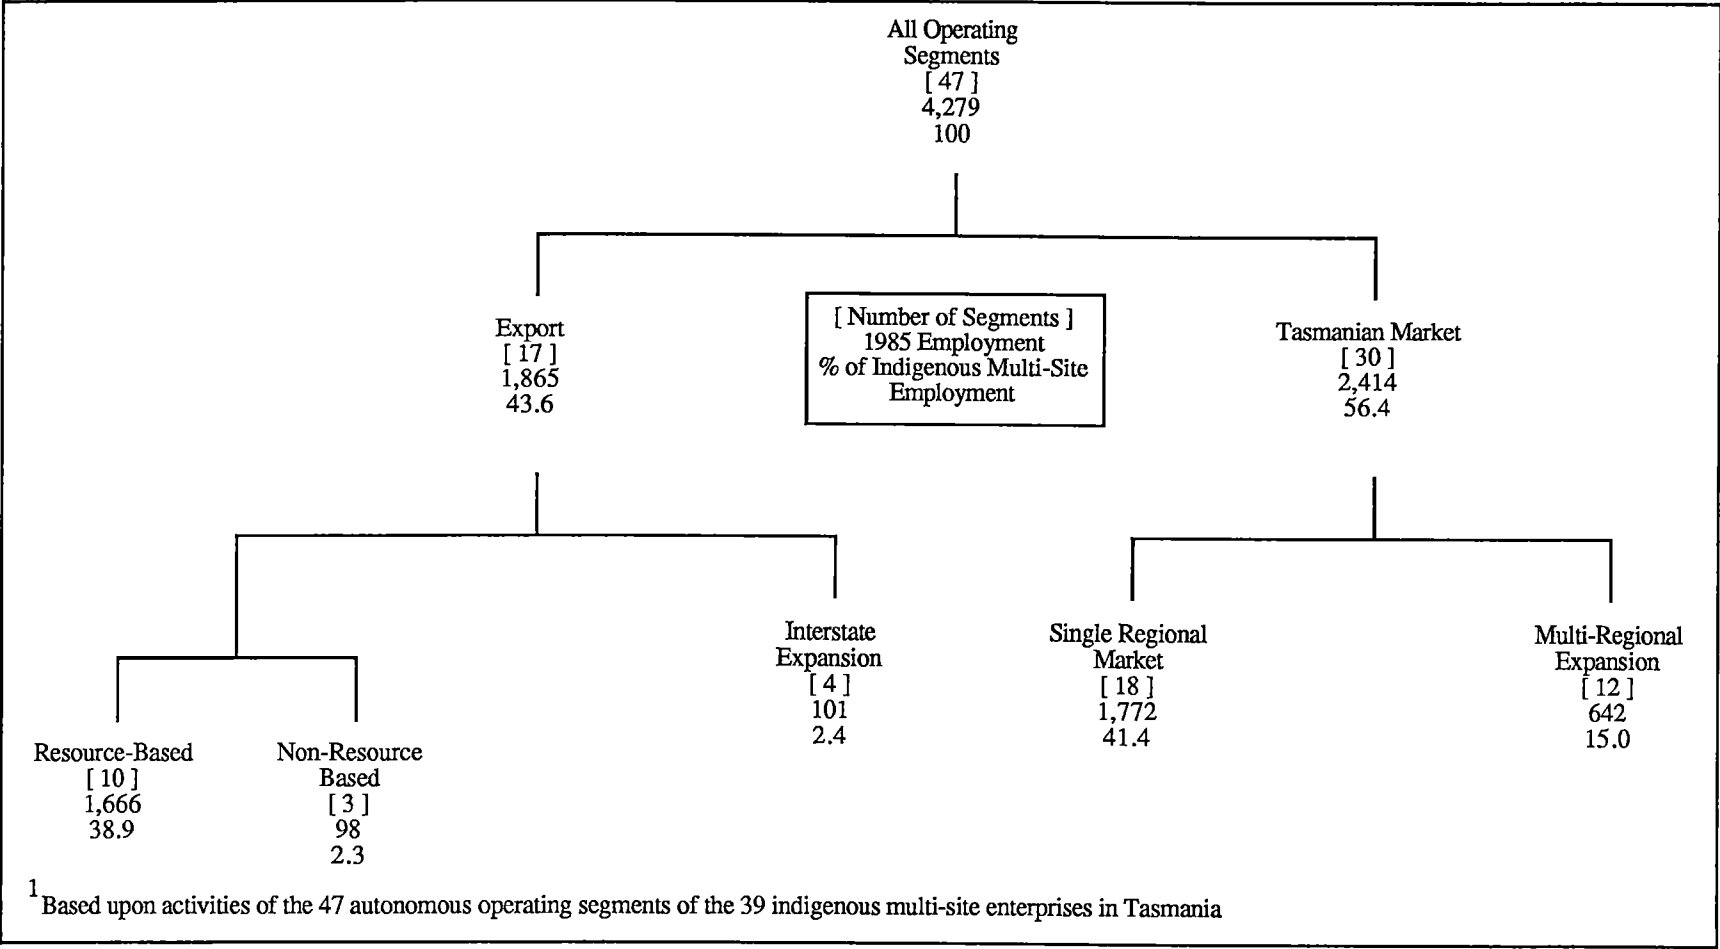 All Operating
Segments
[ 47 ]
4,279
100
Export
[ 17 ]
1,865
43.6
[ Number of Segments ]
1985 Employment
% of Indigenous Multi-Site
Employment
Tasmanian Market
[ 30 ]
2,414
56.4
Interstate
Expansion
[ 4 ]
101
2.4
Single Regional
Market
[ 18 ]
1,772
41.4
Multi-Regional
Expansion
[ 12 ]
642
15.0
Resource-Based
[ 10 ]
1,666
38.9
Non-Resource
Based
[ 3 ]
98
2.3
1 Based upon activities of the 47 autonomous operating segments of the 39 indigenous multi-site enterprises in Tasmania